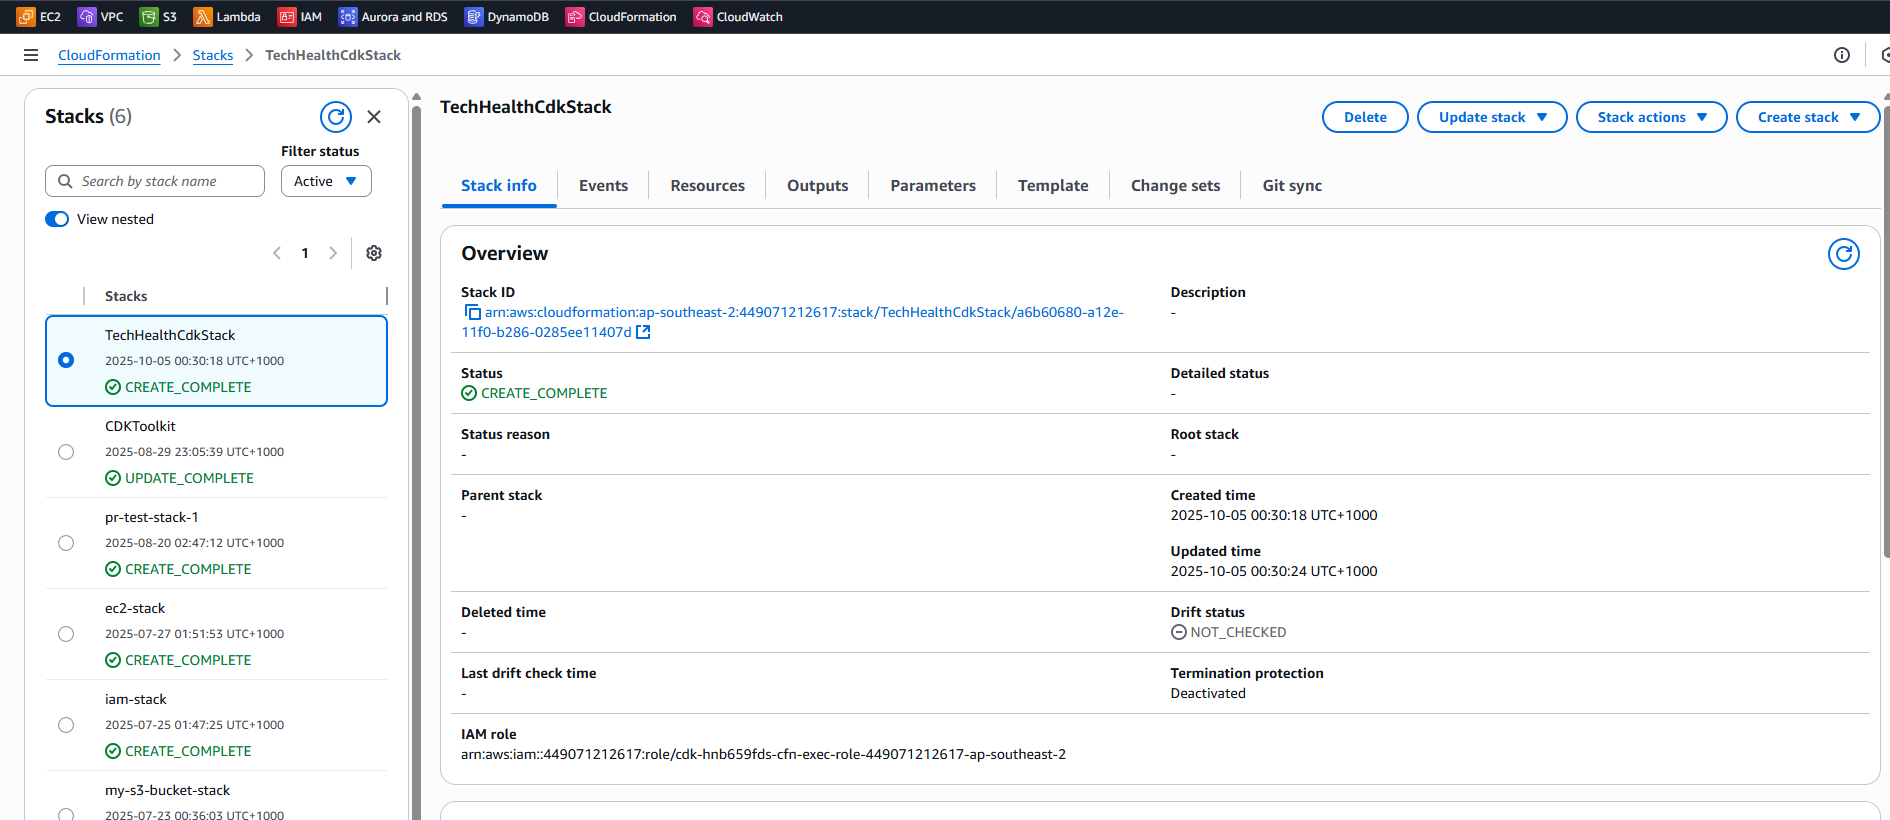 EC2 VPC S3 Lambda IAM Aurora and RDS DynamoDB CloudFormation CloudWatch
CloudFormation Stacks TechHealthCdkStack
Stacks (6)
Filter status
Search by stack name
Active
View nested
1
Stacks
TechHealthCdkStack
2025-10-05 00:30:18 UTC+1000
CREATE_COMPLETE
CDKToolkit
2025-08-29 23:05:39 UTC+1000
UPDATE_COMPLETE
pr-test-stack-1
2025-08-20 02:47:12 UTC+1000
CREATE_COMPLETE
ec2-stack
2025-07-27 01:51:53 UTC+1000
CREATE_COMPLETE
iam-stack
2025-07-25 01:47:25 UTC+1000
CREATE_COMPLETE
my-s3-bucket-stack
2025-07-23 00:36:03 UTC+1000
TechHealthCdkStack
Delete Update stack Stack actions Create stack
Stack info Events Resources Outputs Parameters Template Change sets Git sync
Overview
Stack ID
arn:aws:cloudformation:ap-southeast-2:449071212617:stack/TechHealthCdkStack/a6b60680-a12e-
11f0-b286-0285ee11407d
Description
-
Status
CREATE_COMPLETE
Detailed status
-
Status reason
-
Root stack
-
Parent stack
-
Created time
2025-10-05 00:30:18 UTC+1000
Updated time
2025-10-05 00:30:24 UTC+1000
Deleted time
-
Drift status
NOT_CHECKED
Last drift check time
-
Termination protection
Deactivated
IAM role
arn:aws:iam::449071212617:role/cdk-hnb659fds-cfn-exec-role-449071212617-ap-southeast-2